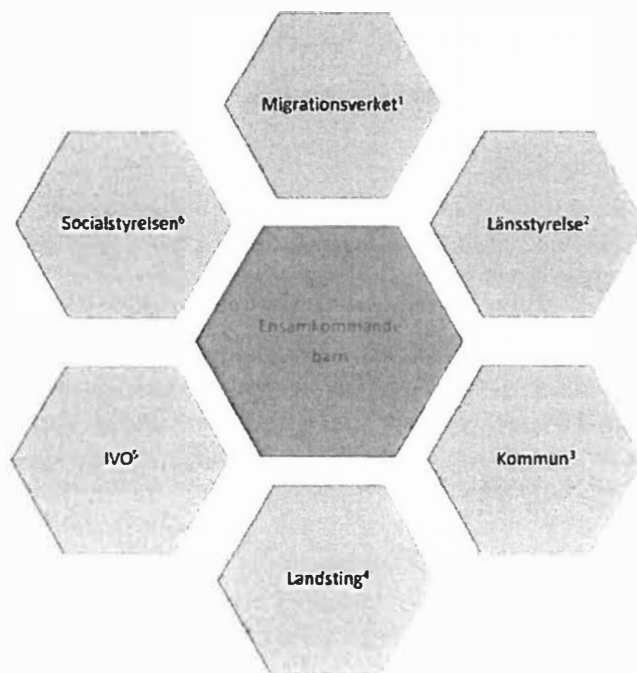 Migrationsverket¹
Socialstyrelsen⁶
Länsstyrelse²
Ensamkommande
barn
IVO⁵
Kommun³
Landsting⁴